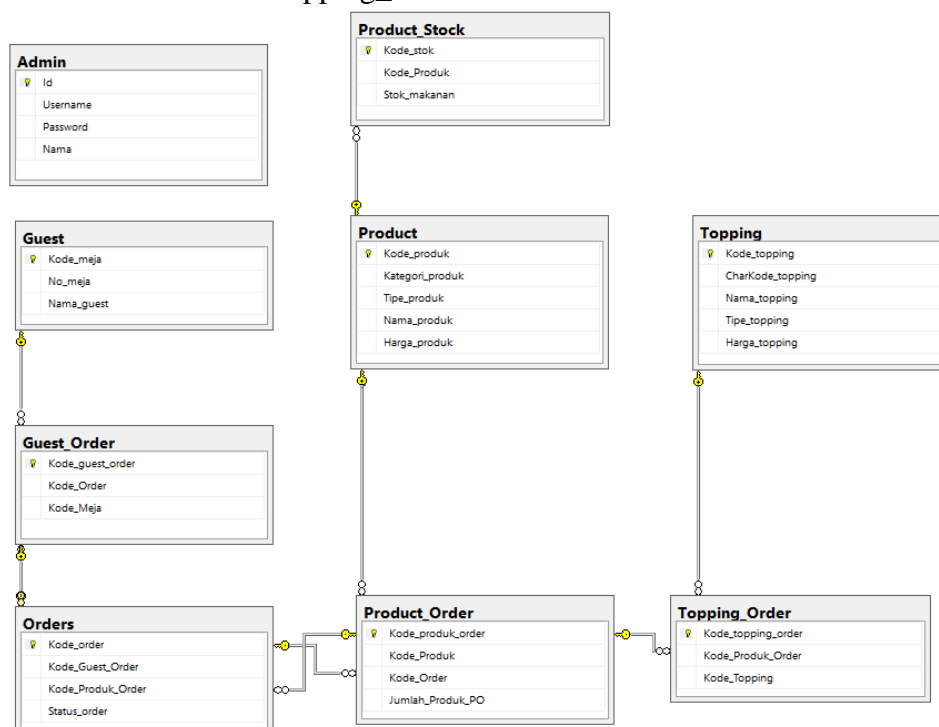 Product_Stock
Kode_stok
Kode_Produk
Stok_makanan
Admin
Id
Username
Password
Nama
Guest
Kode_meja
No_meja
Nama_guest
Product
Kode_produk
Kategori_produk
Tipe_produk
Nama_produk
Harga_produk
Topping
Kode_topping
CharKode_topping
Nama_topping
Tipe_topping
Harga_topping
Guest_Order
Kode_guest_order
Kode_Order
Kode_Meja
Orders
Kode_order
Kode_Guest_Order
Kode_Produk_Order
Status_order
Product_Order
Kode_produk_order
Kode_Produk
Kode_Order
Jumlah_Produk_PO
Topping_Order
Kode_topping_order
Kode_Produk_Order
Kode_Topping